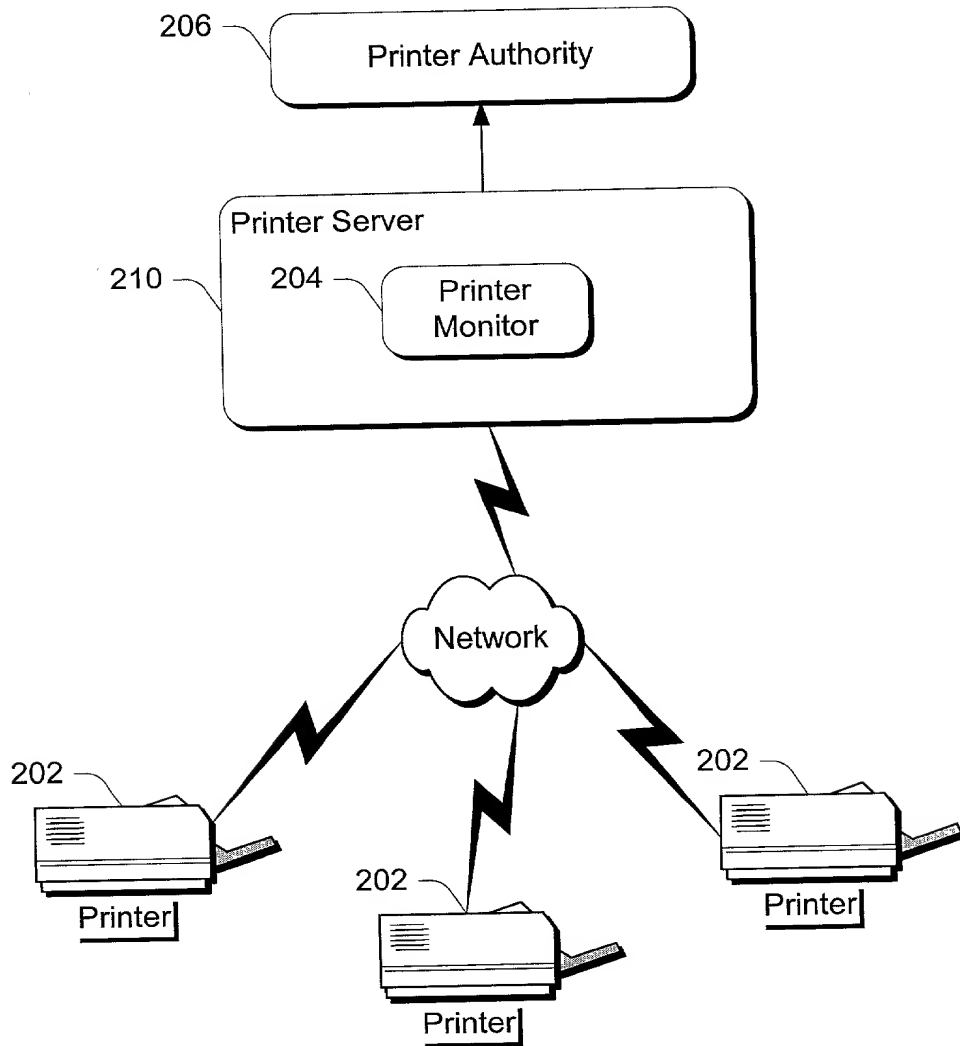 206
Printer Authority
Printer Server
210
204
Printer
Monitor
Network
202
202
202
Printer
Printer
Printer